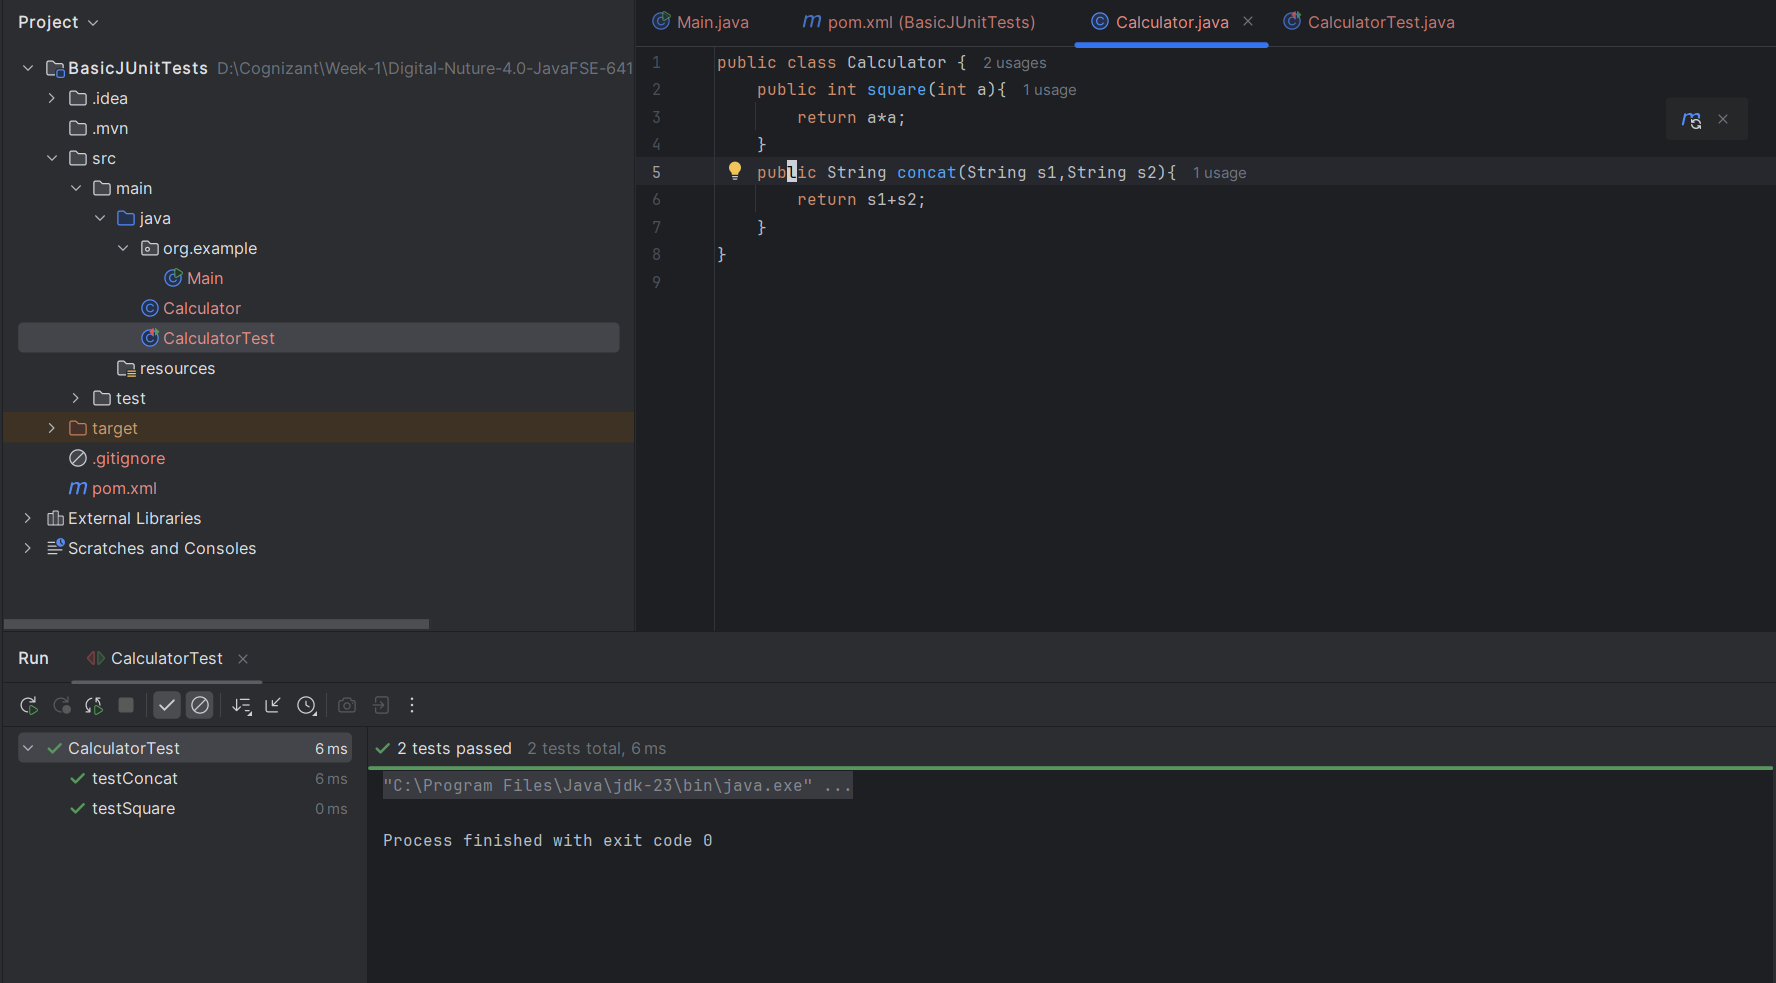 Project
BasicJUnitTests D:\Cognizant\Week-1\Digital-Nuture-4.0-JavaFSE-641
.idea
.mvn
src
main
java
org.example
Main
Calculator
CalculatorTest
resources
test
target
.gitignore
pom.xml
External Libraries
Scratches and Consoles
Main.java
pom.xml (BasicJUnitTests)
Calculator.java
CalculatorTest.java
1 public class Calculator { 2 usages
2 public int square(int a){ 1 usage
3 return a*a;
4 }
5 public String concat(String s1,String s2){ 1 usage
6 return s1+s2;
7 }
8 }
9
Run CalculatorTest
CalculatorTest 6 ms
testConcat 6 ms
testSquare 0 ms
2 tests passed 2 tests total, 6 ms
"C:\Program Files\Java\jdk-23\bin\java.exe" ...
Process finished with exit code 0